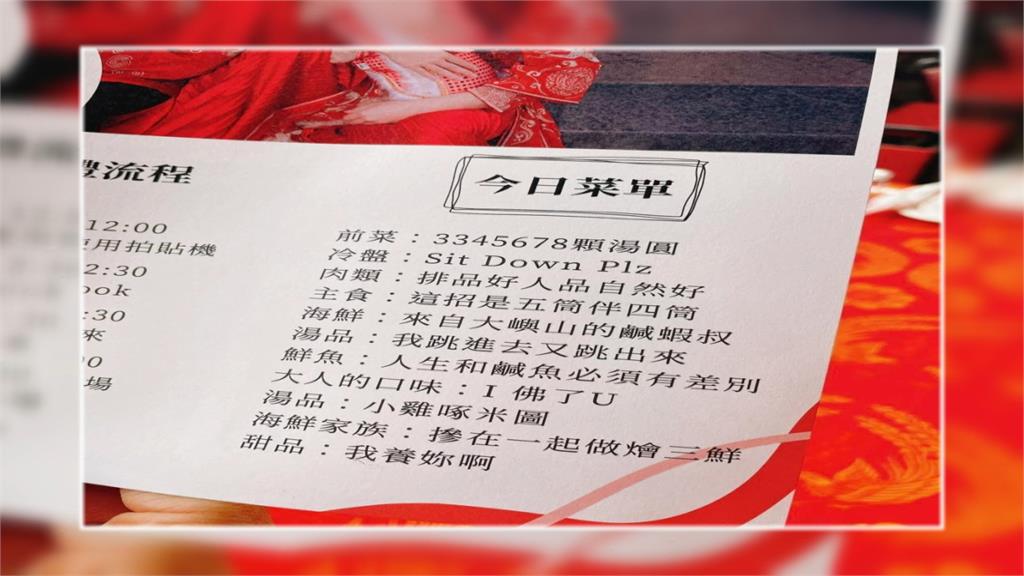 禮流程
12:00
用拍貼機
2:30
ook
:30
來
00
場
今日菜單
前菜：3345678顆湯圓
冷盤：Sit Down Plz
肉類：排品好人品自然好
主食：這招是五筒伴四筒
海鮮：來自大嶼山的鹹蝦叔
湯品：我跳進去又跳出來
鮮魚：人生和鹹魚必須有差別
大人的口味：I 佛了U
湯品：小雞啄米圖
海鮮家族：摻在一起做燴三鮮
甜品：我養妳啊